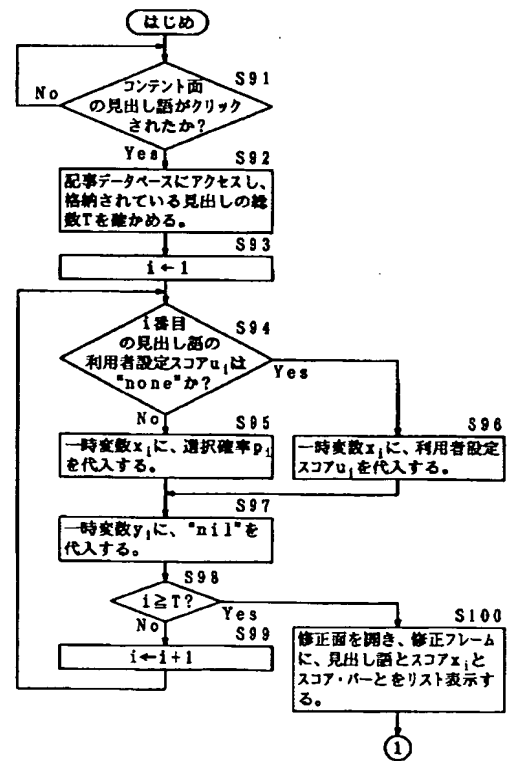 はじめ
S91
コンテント面
の見出し語がクリック
されたか?
No
Yes
S92
記事データベースにアクセスし、
格納されている見出しの総
数Tを確かめる。
S93
i←1
S94
i番目
の見出し語の
利用者設定スコアuiは
"none"か?
Yes
No
S95
一時変数xiに、選択確率pi
を代入する。
S96
一時変数xiに、利用者設定
スコアuiを代入する。
S97
一時変数yiに、"nil"を
代入する。
S98
i≧T?
Yes
No
S99
i←i+1
S100
修正面を開き、修正フレーム
に、見出し語とスコアxiと
スコア・バーとをリスト表示す
る。
1